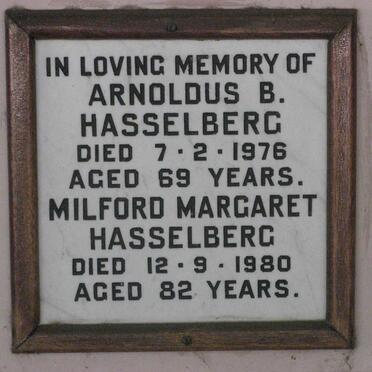 IN LOVING MEMORY OF
ARNOLDUS B.
HASSELBERG
DIED 7·2·1976
AGED 69 YEARS.
MILFORD MARGARET
HASSELBERG
DIED 12·9·1980
AGED 82 YEARS.